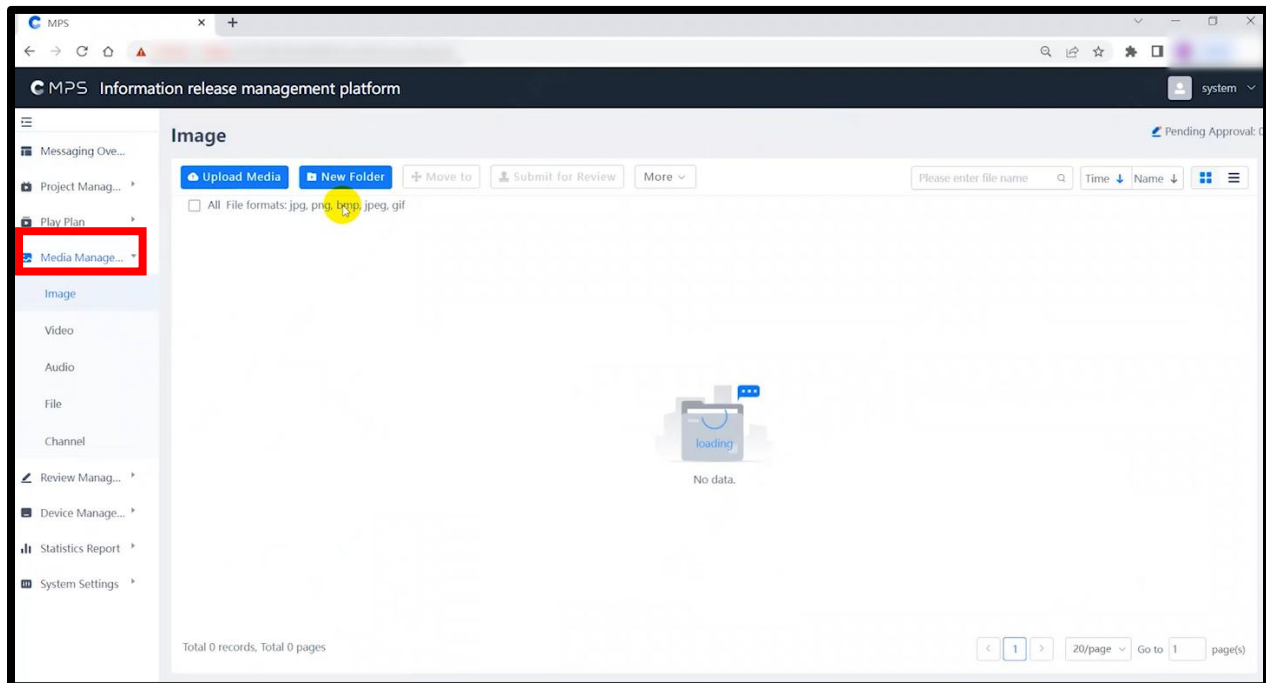 MPS
MPS Information release management platform
system
Image
Pending Approval: 0
Messaging Ove...
Project Manag...
Play Plan
Media Manage...
Image
Video
Audio
File
Channel
Review Manag...
Device Manage...
Statistics Report
System Settings
Upload Media New Folder Move to Submit for Review More Please enter file name Time Name
All File formats: jpg, png, bmp, jpeg, gif
loading
No data.
Total 0 records, Total 0 pages 1 20/page Go to 1 page(s)